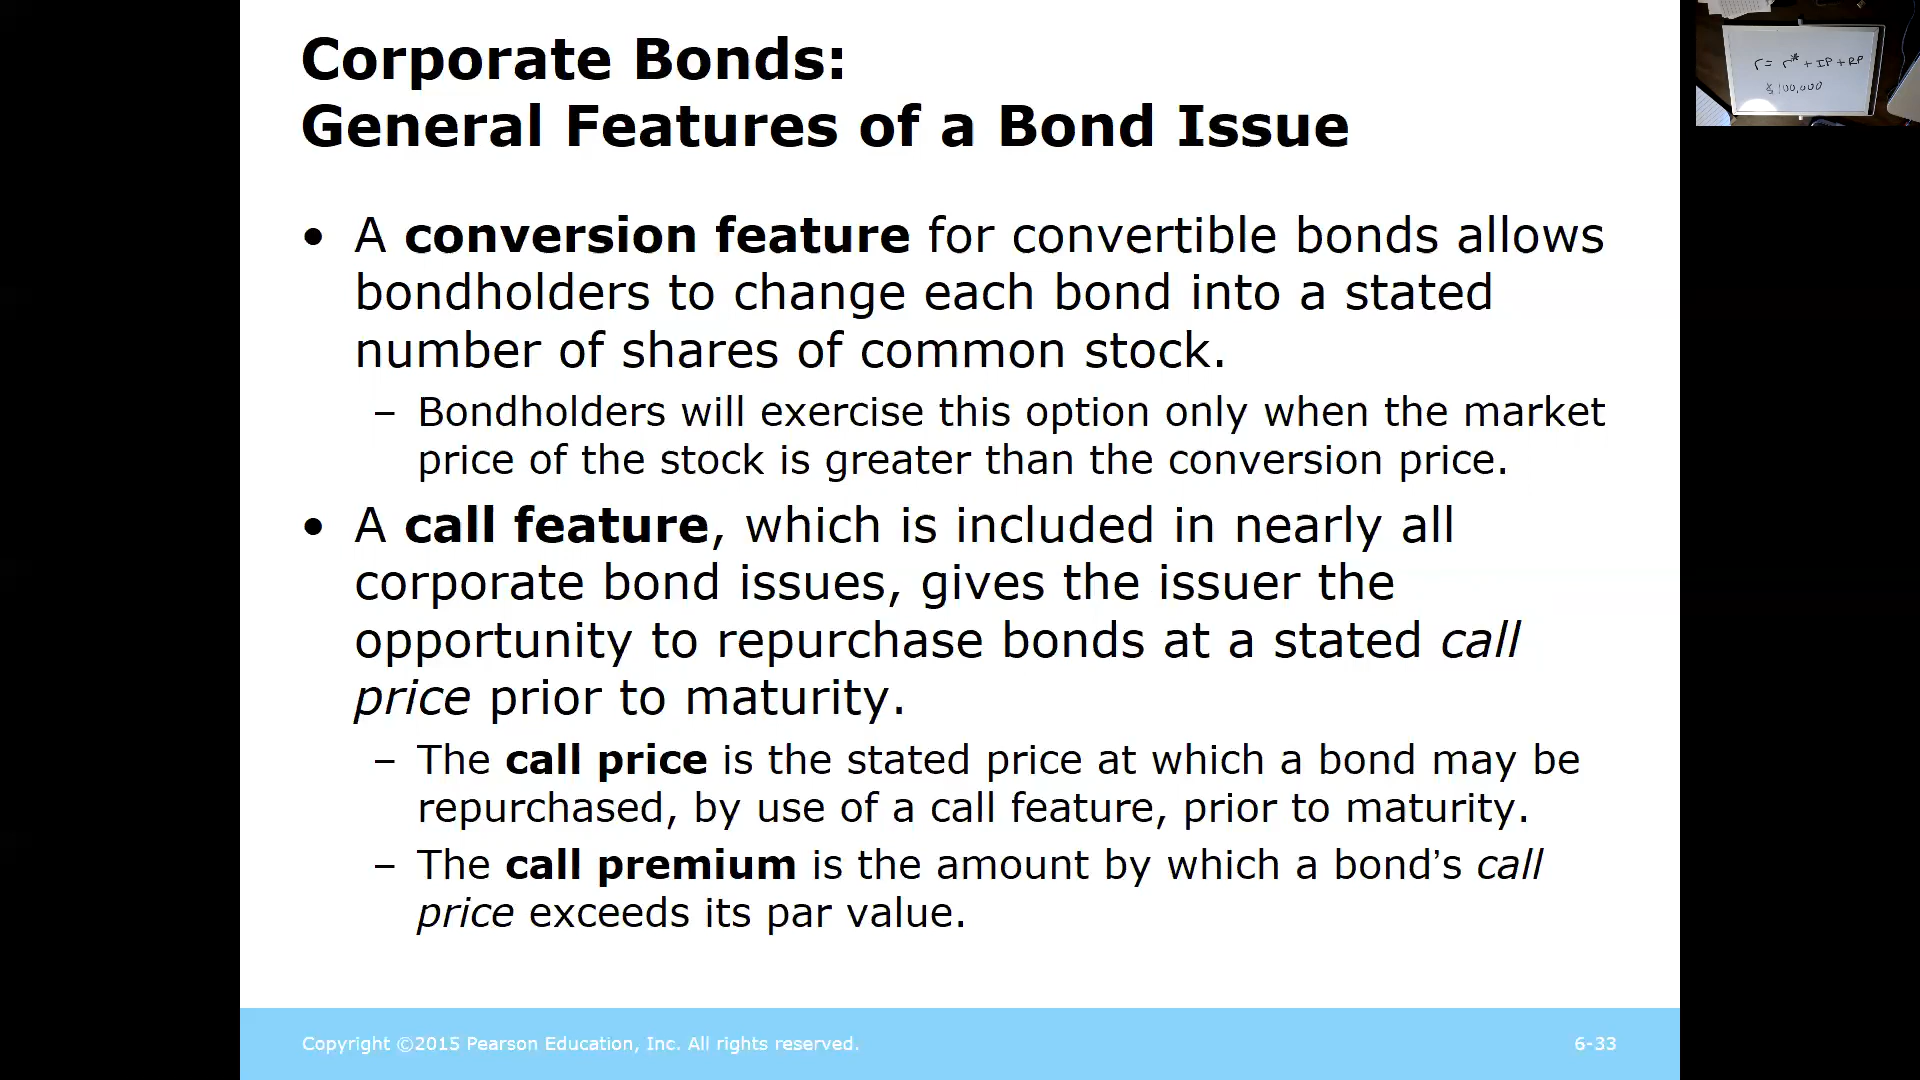 Corporate Bonds:
General Features of a Bond Issue
• A conversion feature for convertible bonds allows
bondholders to change each bond into a stated
number of shares of common stock.
– Bondholders will exercise this option only when the market
price of the stock is greater than the conversion price.
• A call feature, which is included in nearly all
corporate bond issues, gives the issuer the
opportunity to repurchase bonds at a stated call
price prior to maturity.
– The call price is the stated price at which a bond may be
repurchased, by use of a call feature, prior to maturity.
– The call premium is the amount by which a bond’s call
price exceeds its par value.
Copyright ©2015 Pearson Education, Inc. All rights reserved.
6-33
r = r* + IP + RP
100,000